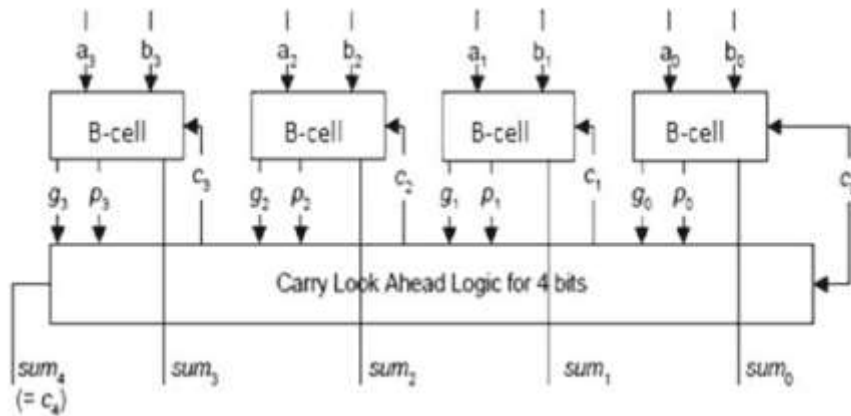 a₃ b₃ a₂ b₂ a₁ b₁ a₀ b₀
B-cell B-cell B-cell B-cell
g₃ p₃ c₃ g₂ p₂ c₂ g₁ p₁ c₁ g₀ p₀
Carry Look Ahead Logic for 4 bits
sum₄ sum₃ sum₂ sum₁ sum₀
(= c₄)